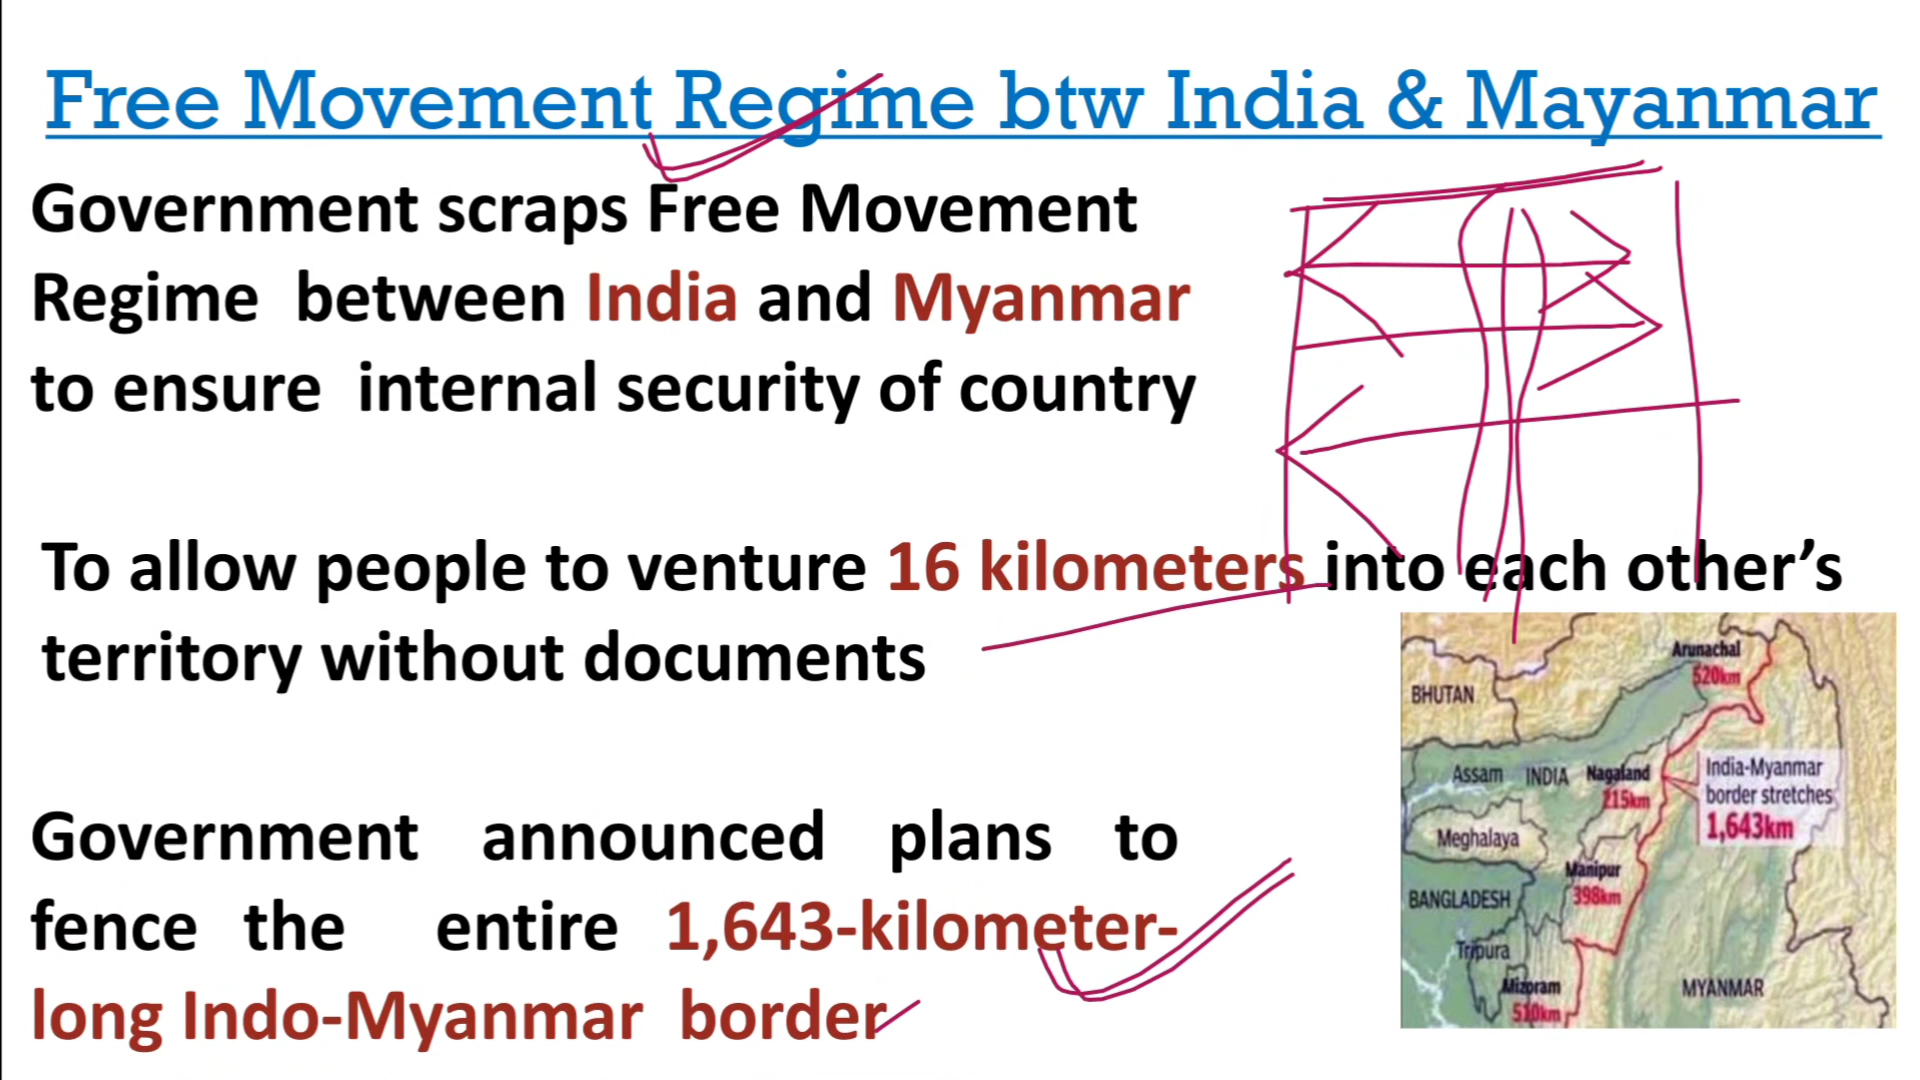 Free Movement Regime btw India & Mayanmar
Government scraps Free Movement
Regime between India and Myanmar
to ensure internal security of country
To allow people to venture 16 kilometers into each other’s
territory without documents
Government announced plans to
fence the entire 1,643-kilometer-
long Indo-Myanmar border
Arunachal
520km
BHUTAN
Assam INDIA Nagaland
215km
India-Myanmar
border stretches
1,643km
Meghalaya
Manipur
398km
BANGLADESH
Tripura
Mizoram
510km
MYANMAR